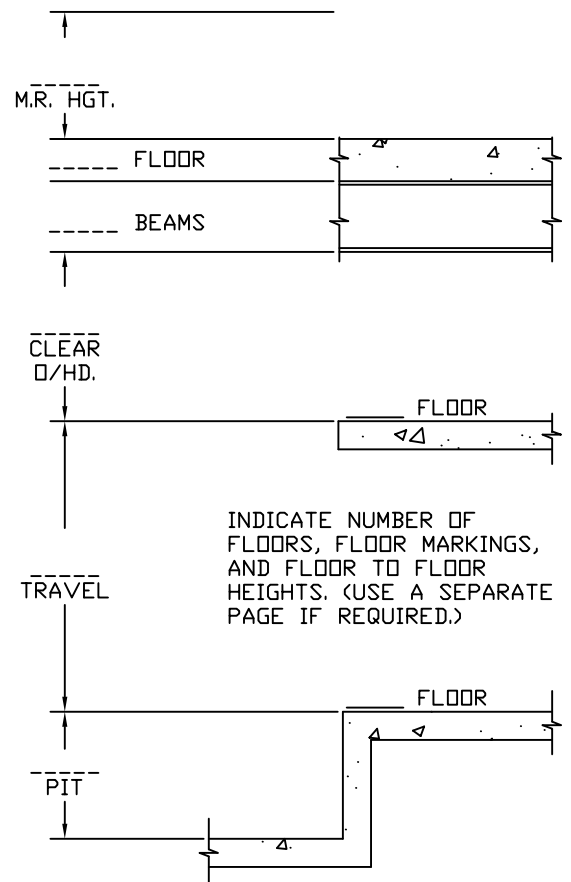 M.R. HGT.
FLOOR
BEAMS
CLEAR
O/HD.
FLOOR
INDICATE NUMBER OF
FLOORS, FLOOR MARKINGS,
AND FLOOR TO FLOOR
HEIGHTS. (USE A SEPARATE
PAGE IF REQUIRED.)
TRAVEL
FLOOR
PIT